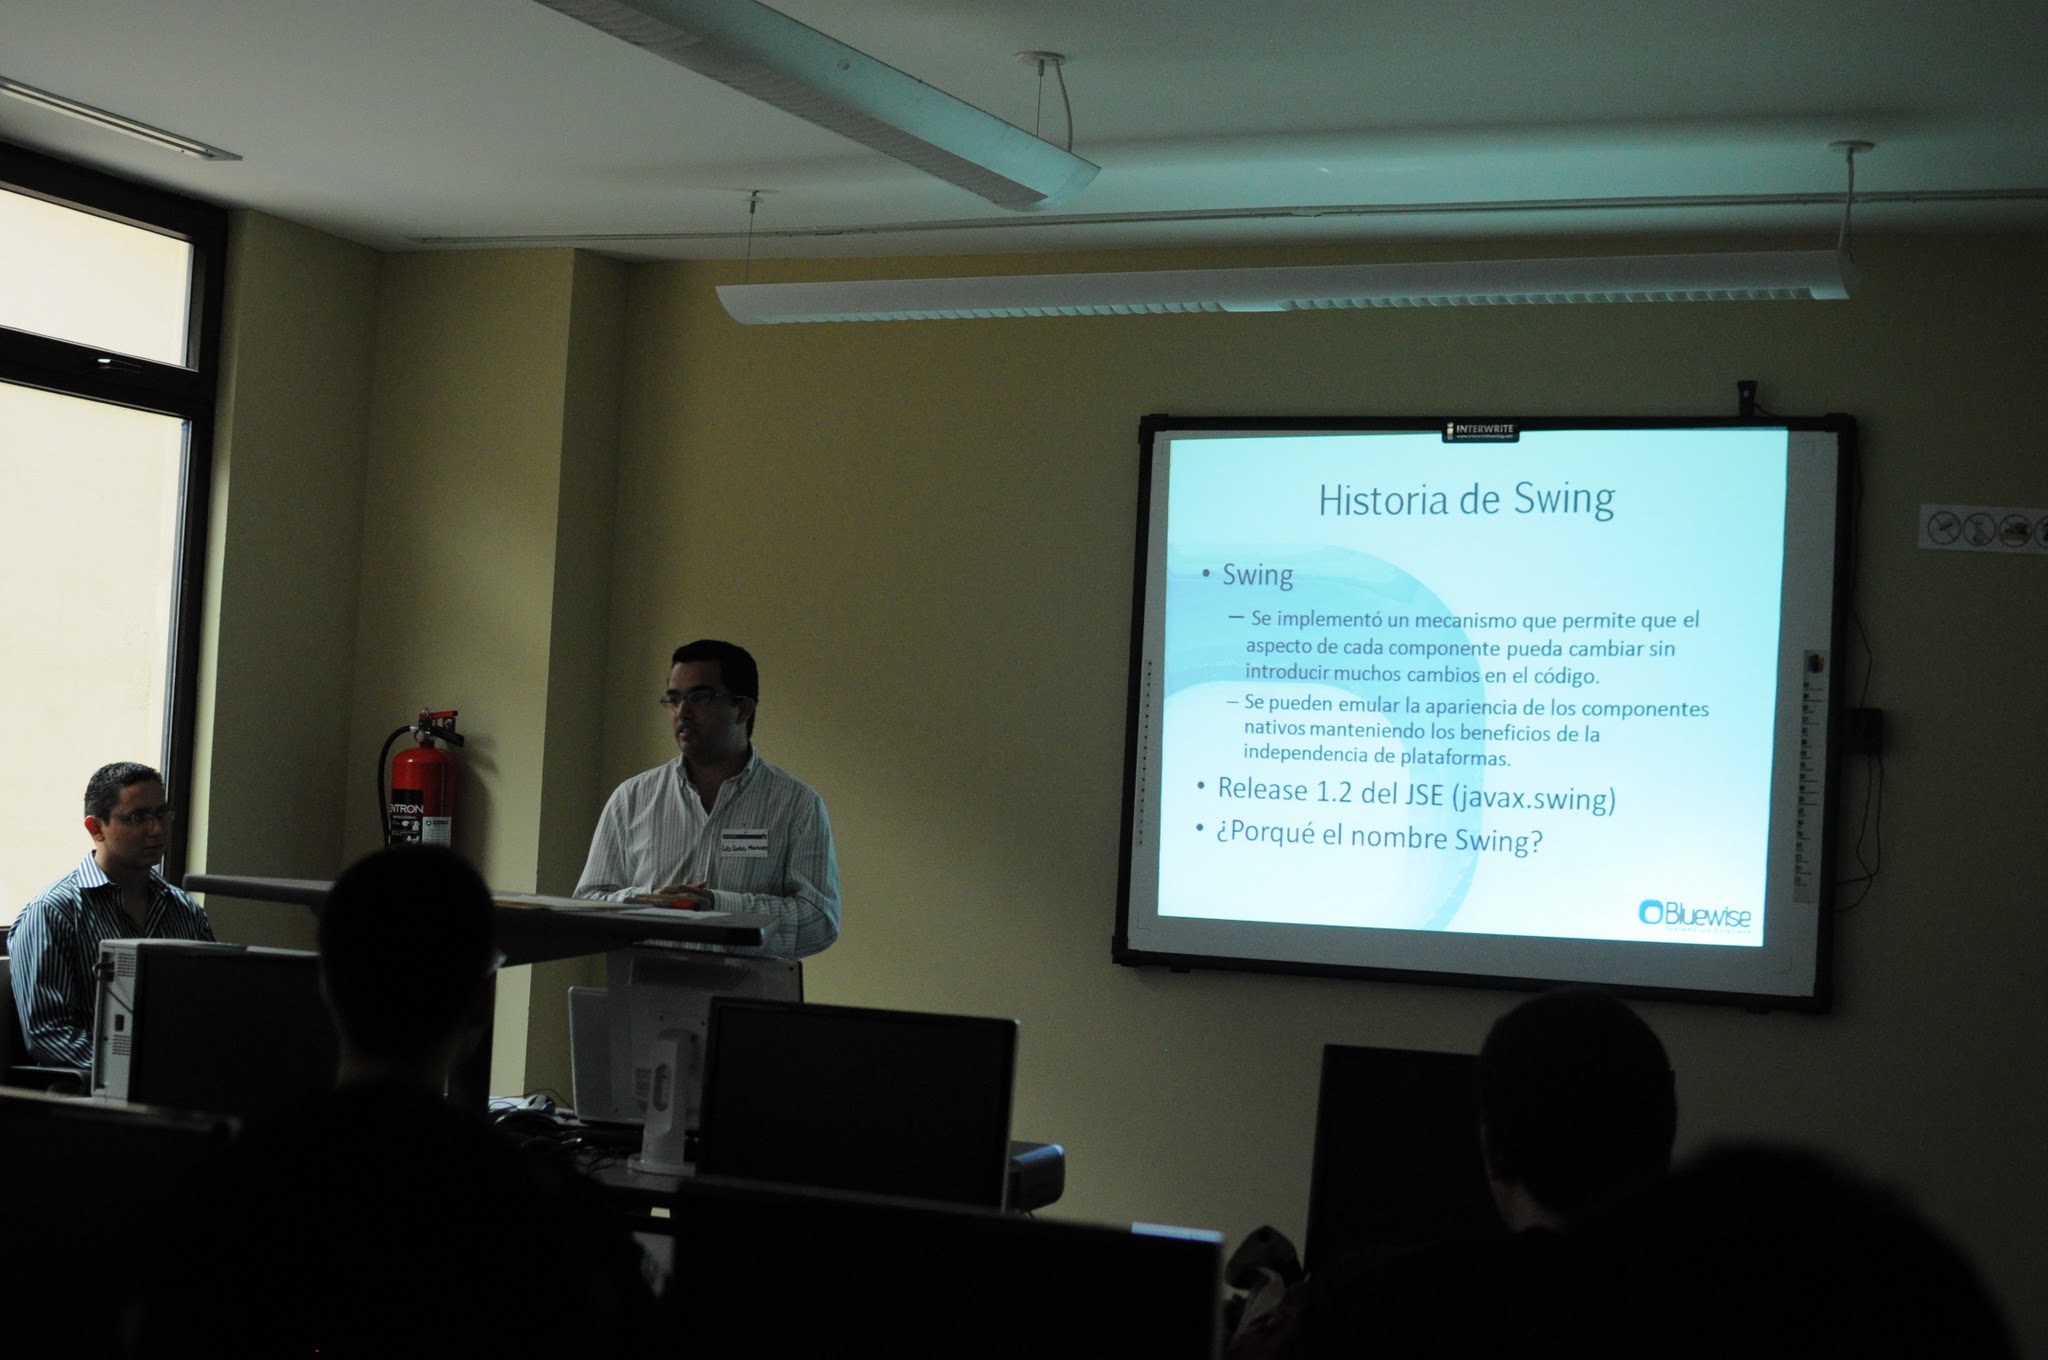 INTERWRITE
Historia de Swing
• Swing
– Se implementó un mecanismo que permite que el
aspecto de cada componente pueda cambiar sin
introducir muchos cambios en el código.
– Se pueden emular la apariencia de los componentes
nativos manteniendo los beneficios de la
independencia de plataformas.
• Release 1.2 del JSE (javax.swing)
• ¿Porqué el nombre Swing?
Bluewise